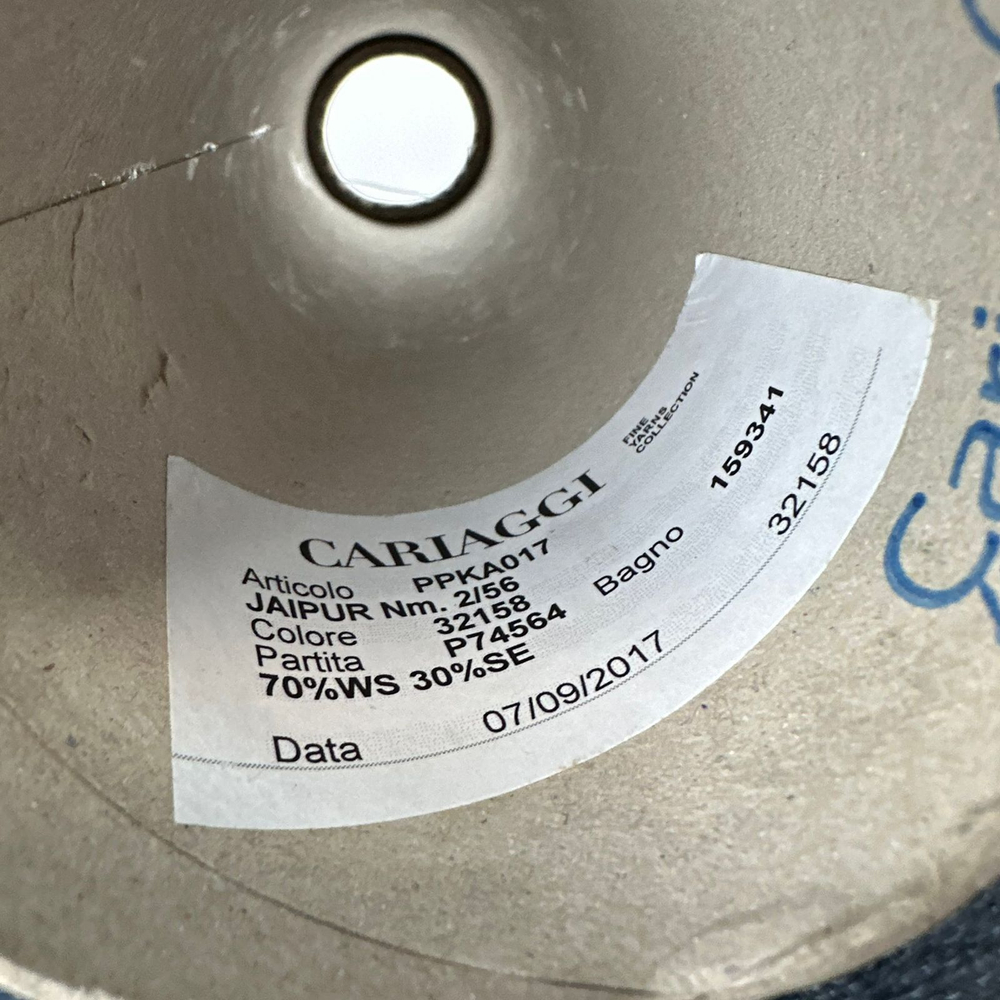 CARIAGGI
FINE
YARNS
COLLECTION
Articolo PPKA017
JAIPUR Nm. 2/56
Colore 32158
Partita P74564
Bagno 159341
70%WS 30%SE
32158
Data 07/09/2017
Cari